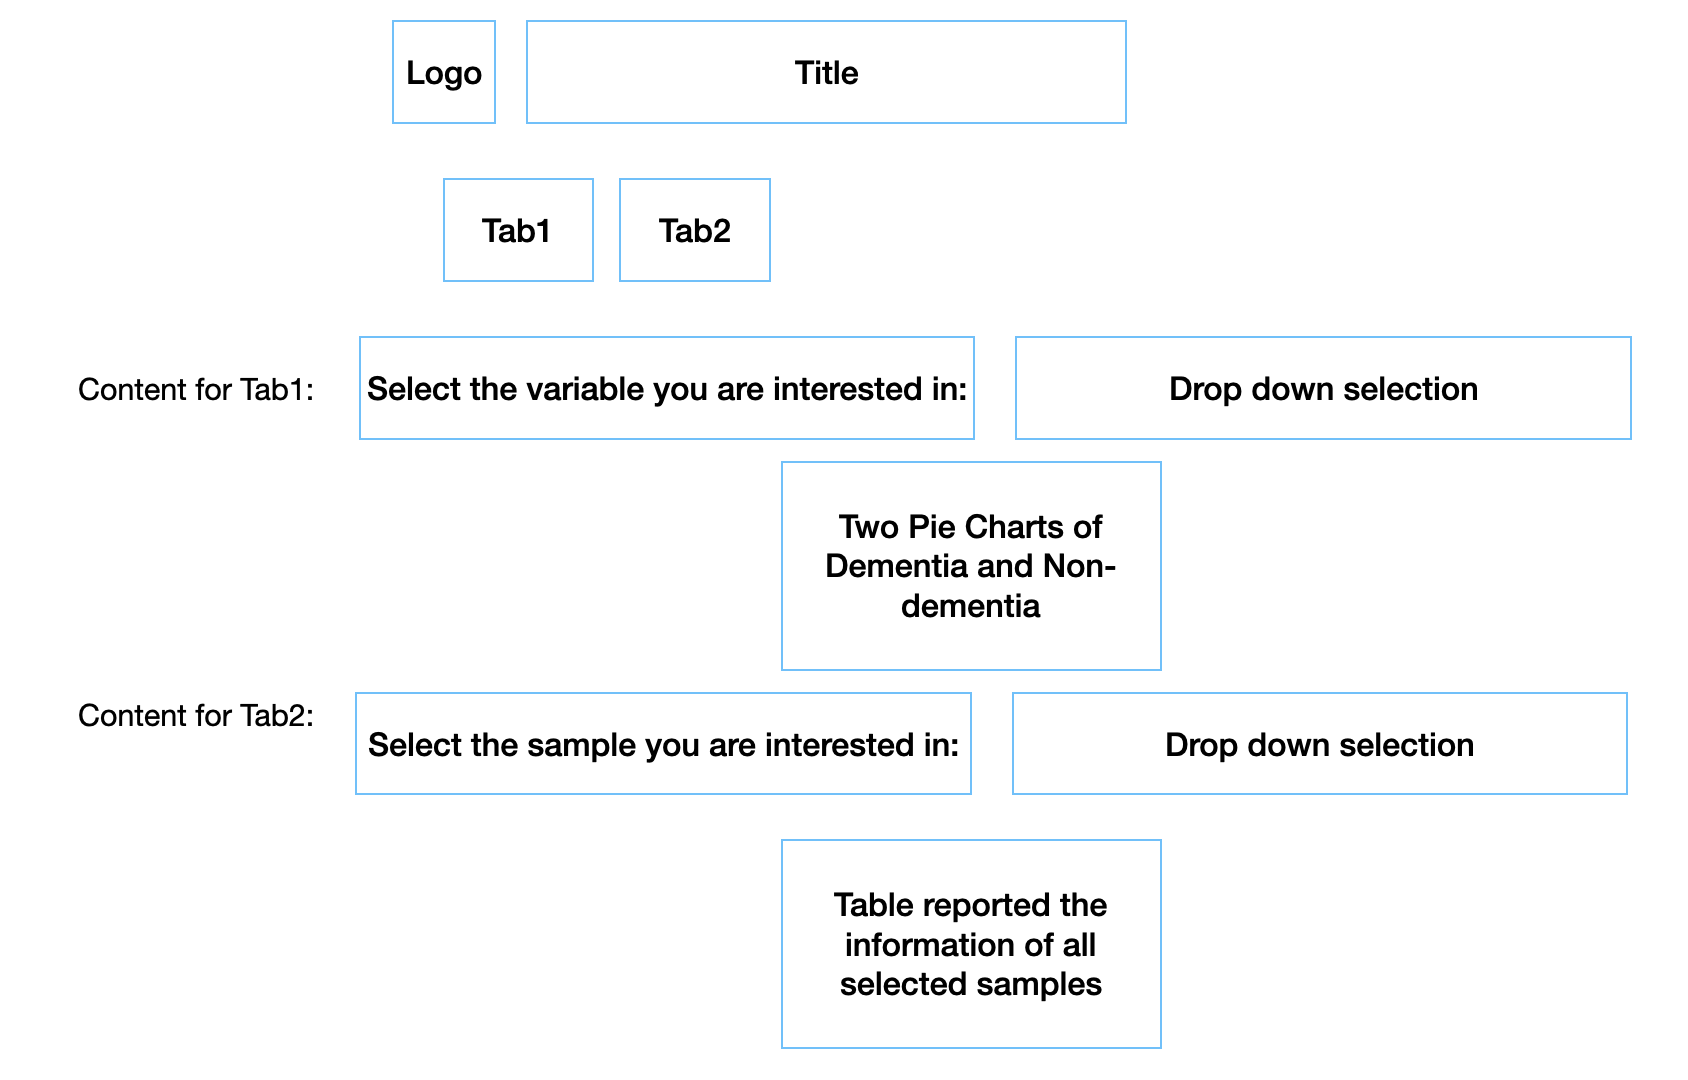 Logo
Title
Tab1
Tab2
Content for Tab1:
Select the variable you are interested in:
Drop down selection
Two Pie Charts of
Dementia and Non-
dementia
Content for Tab2:
Select the sample you are interested in:
Drop down selection
Table reported the
information of all
selected samples